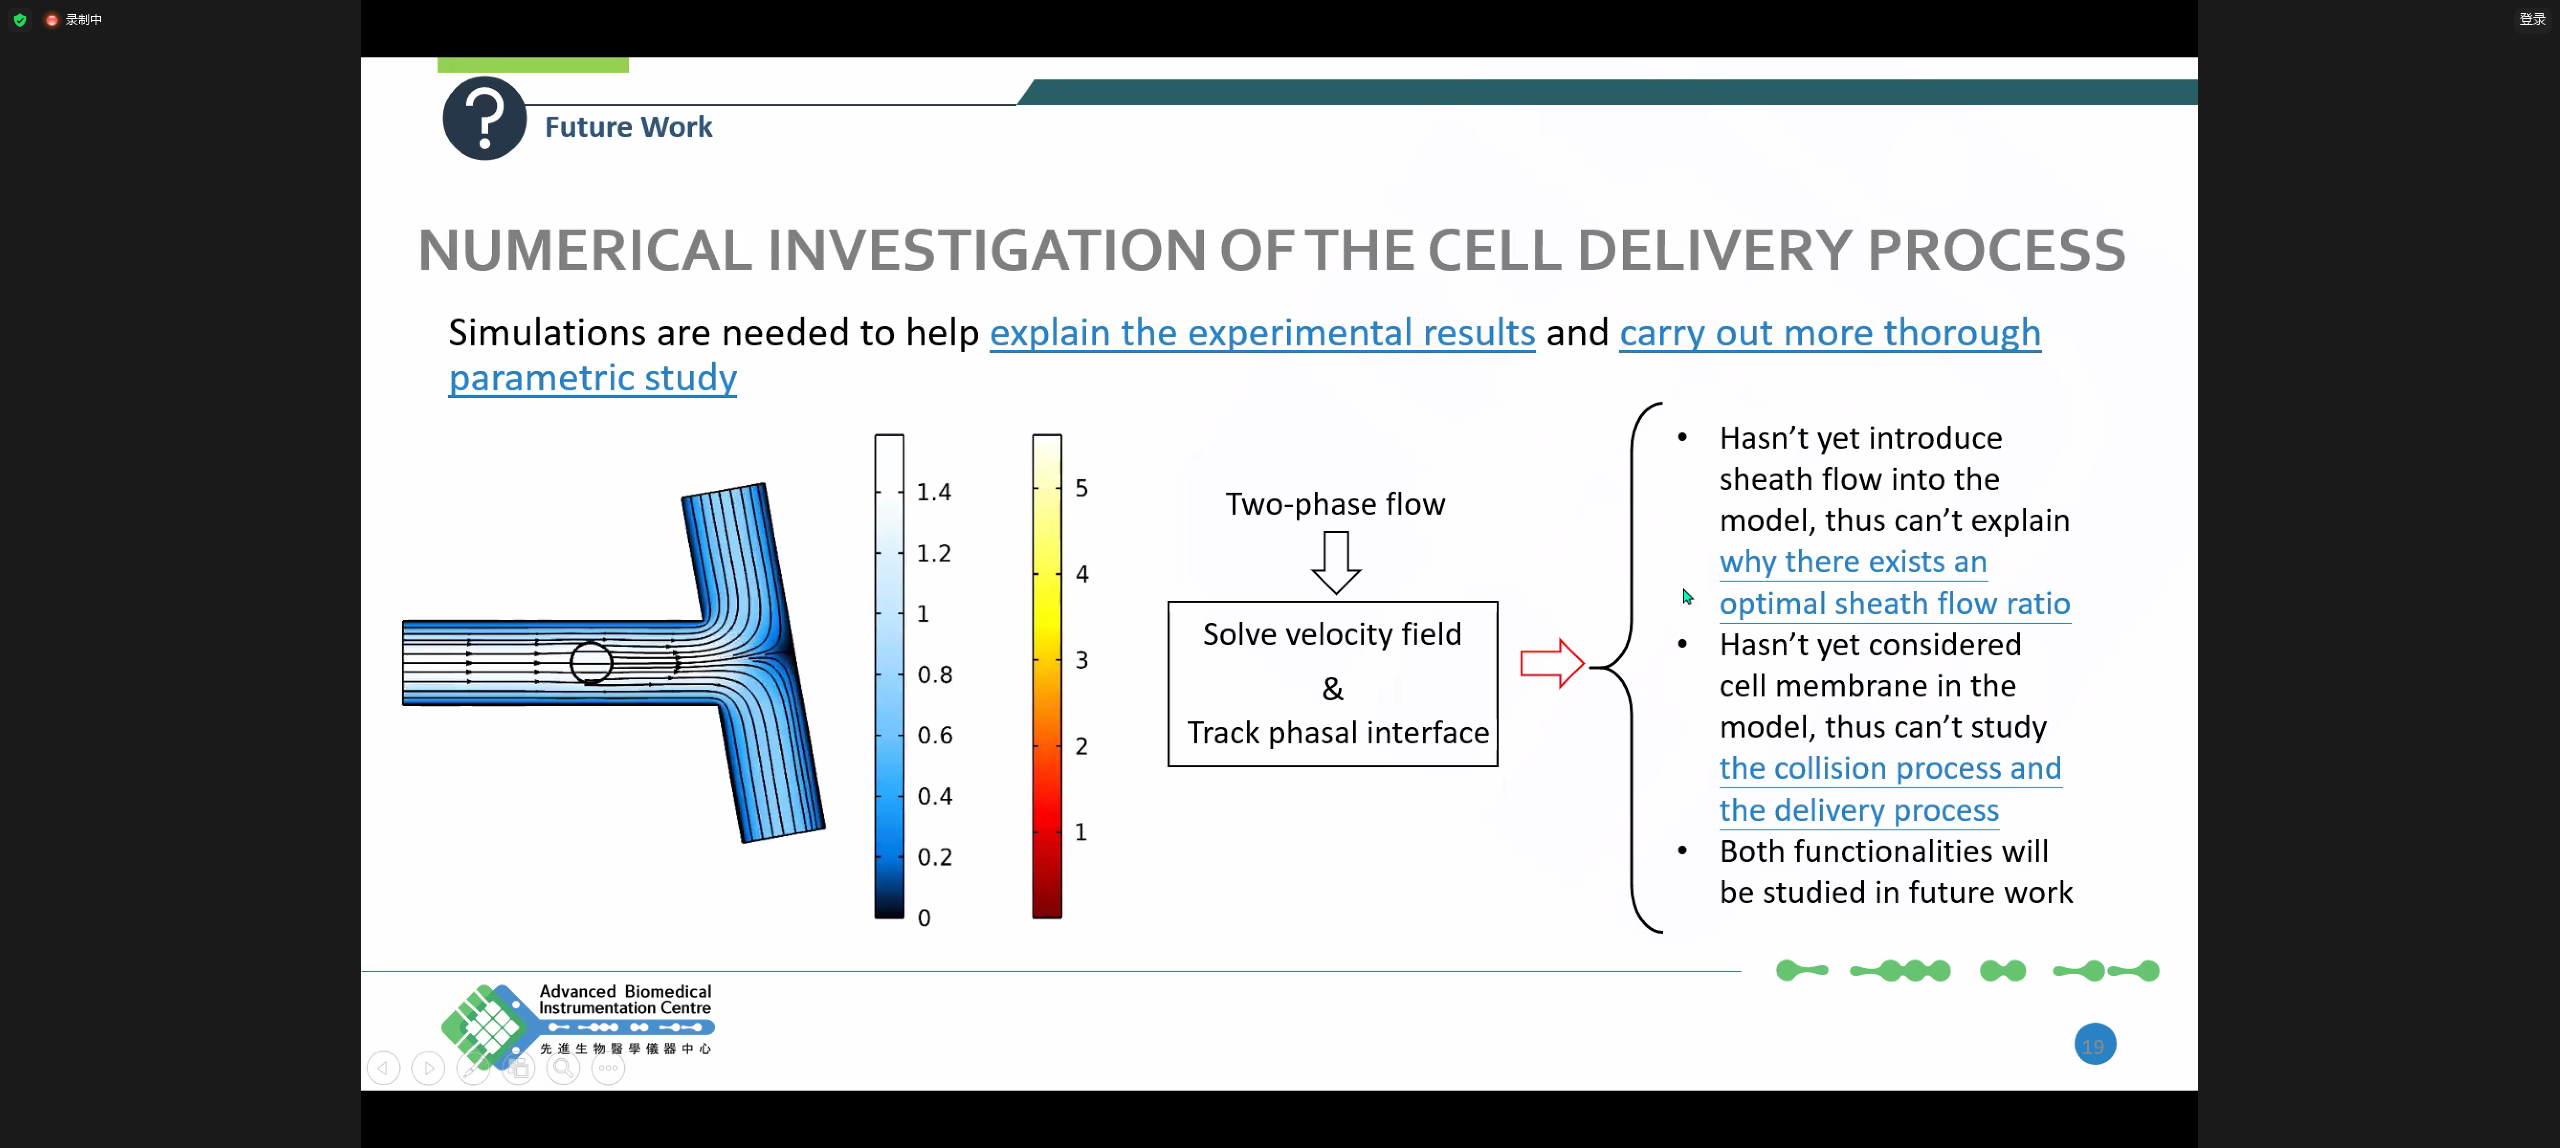 录制中
登录
Future Work
NUMERICAL INVESTIGATION OF THE CELL DELIVERY PROCESS
Simulations are needed to help explain the experimental results and carry out more thorough
parametric study
1.4
1.2
1
0.8
0.6
0.4
0.2
0
5
4
3
2
1
Two-phase flow
Solve velocity field
&
Track phasal interface
• Hasn’t yet introduce
sheath flow into the
model, thus can’t explain
why there exists an
optimal sheath flow ratio
• Hasn’t yet considered
cell membrane in the
model, thus can’t study
the collision process and
the delivery process
• Both functionalities will
be studied in future work
Advanced Biomedical
Instrumentation Centre
先進生物醫學儀器中心
19